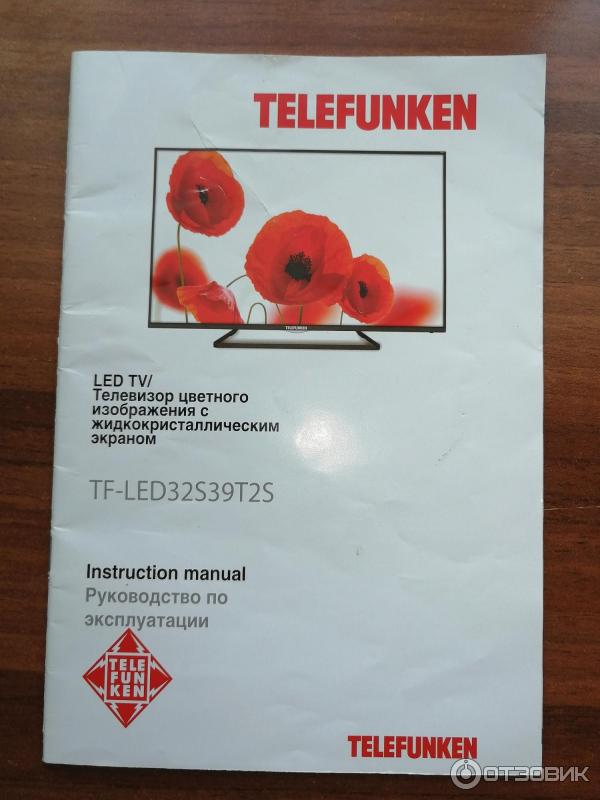 TELEFUNKEN
TELEFUNKEN
LED TV/
Телевизор цветного
изображения с
жидкокристаллическим
экраном
TF-LED32S39T2S
Instruction manual
Руководство по
эксплуатации
TELE
FUN
KEN
TELEFUNKEN
ОТЗОВИК